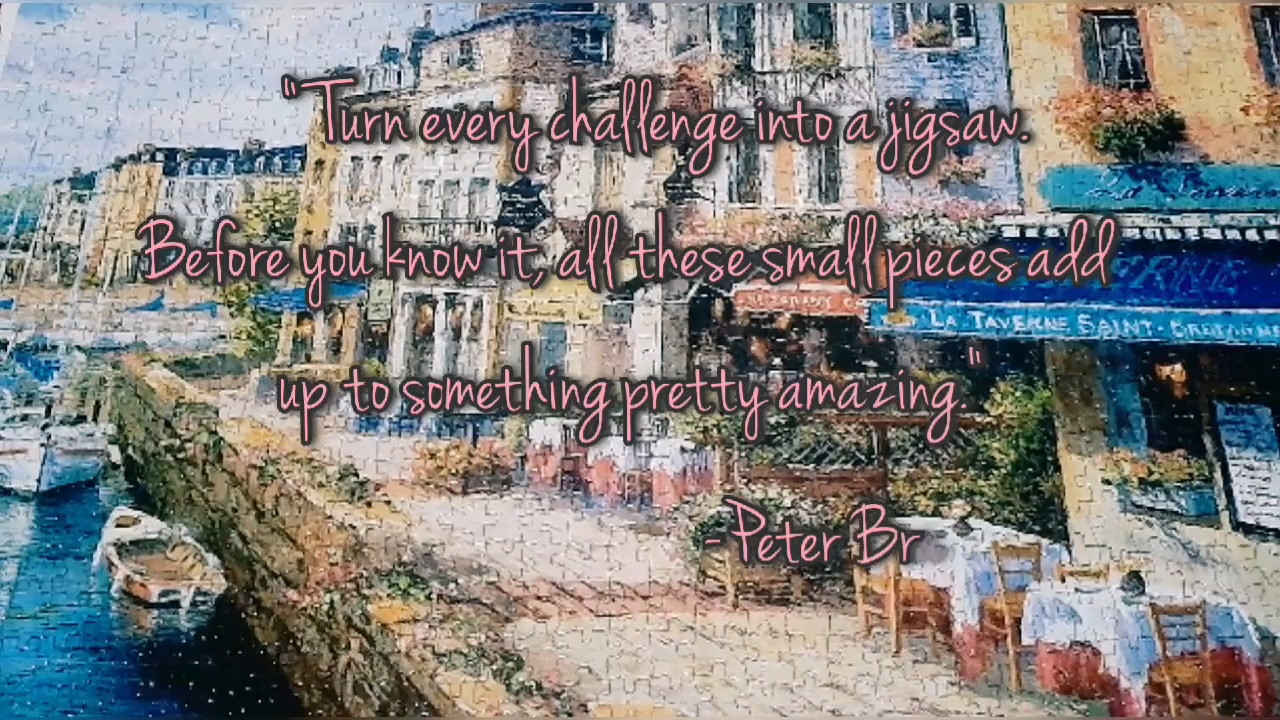 "Turn every challenge into a jigsaw.
Before you know it, all these small pieces add
up to something pretty amazing."
-Peter Br
LA TAVERNE SAINT-